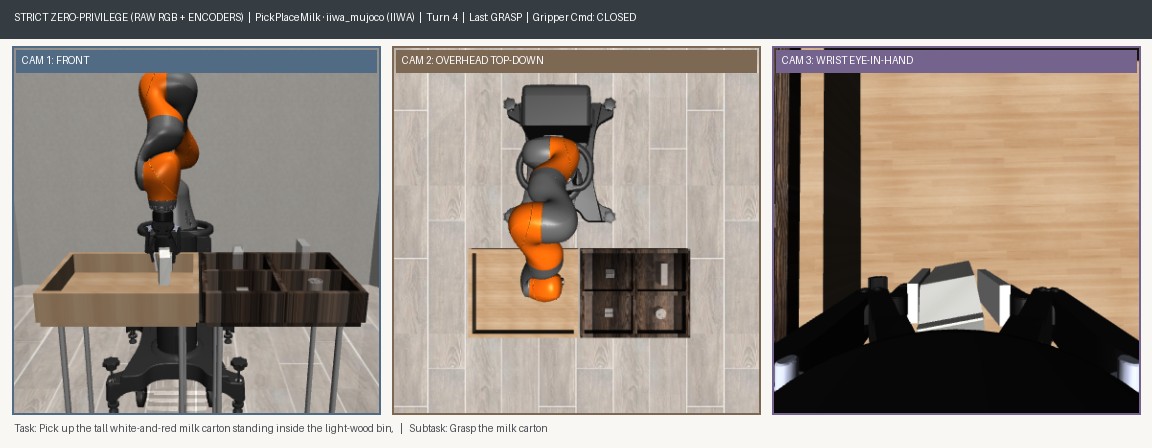 STRICT ZERO-PRIVILEGE (RAW RGB + ENCODERS) | PickPlaceMilk · iiwa_mujoco (IIWA) | Turn 4 | Last GRASP | Gripper Cmd: CLOSED
CAM 1: FRONT
CAM 2: OVERHEAD TOP-DOWN
CAM 3: WRIST EYE-IN-HAND
Task: Pick up the tall white-and-red milk carton standing inside the light-wood bin, | Subtask: Grasp the milk carton